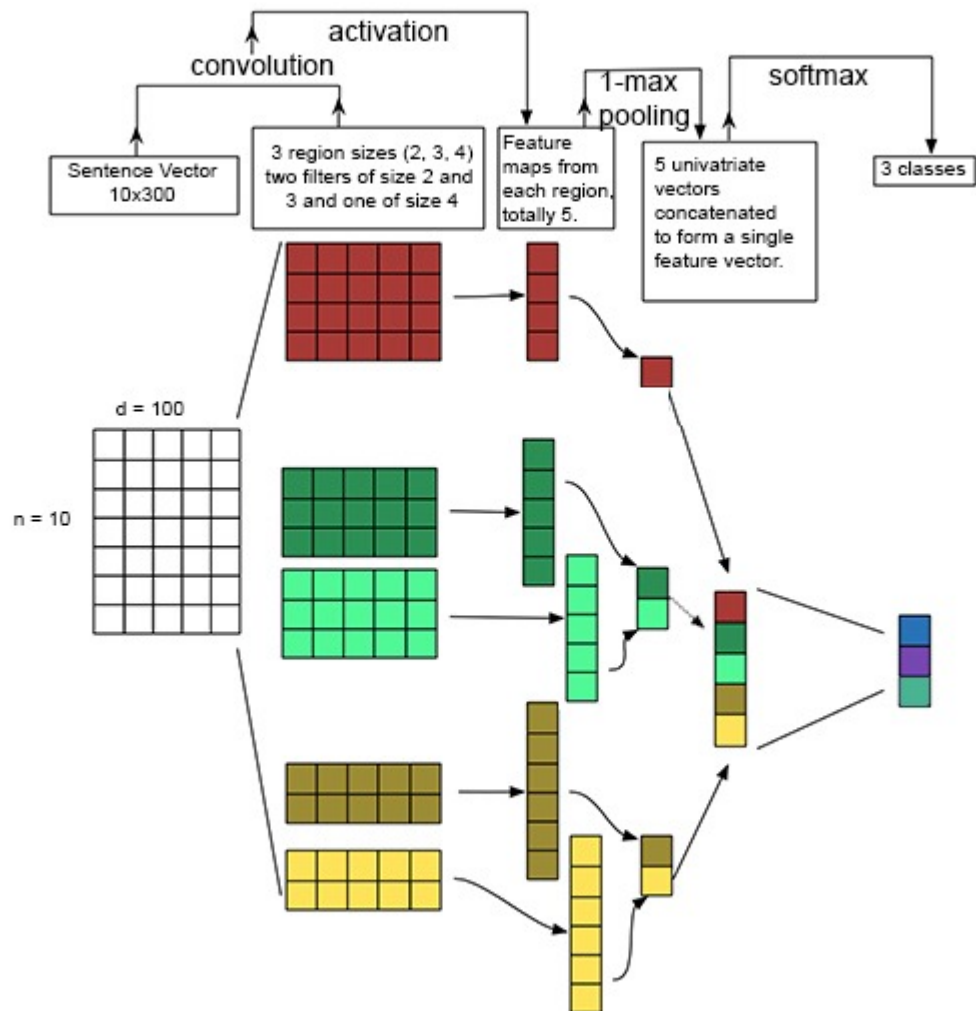 activation
convolution
1-max
pooling
softmax
Sentence Vector
10x300
3 region sizes (2, 3, 4)
two filters of size 2 and
3 and one of size 4
Feature
maps from
each region,
totally 5.
5 univatriate
vectors
concatenated
to form a single
feature vector.
3 classes
d = 100
n = 10